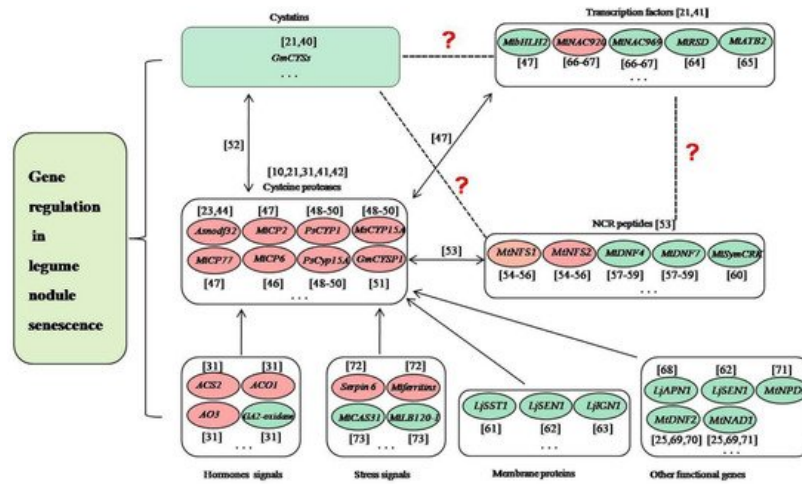 Cystatins
Transcription factors [21,41]
[21,40]
GmCYSs
. . .
?
MtbHLH2 MtNAC920 MtNAC969 MtRSD MtATB2
[47] [66-67] [66-67] [64] [65]
...
[52]
[47]
?
?
Gene
regulation
in
legume
nodule
senescence
[10,21,31,41,42]
Cysteine proteases
[23,44] [47] [48-50] [48-50]
Asnodf32 MtCP2 PsCYP1 MsCYP15A
MtCP77 MtCP6 PsCyp15A GmCYSP1
[47] [46] [48-50] [51]
...
[53]
NCR peptides [53]
MtNFS1 MtNFS2 MtDNF4 MtDNF7 MtSymCRK
[54-56] [54-56] [57-59] [57-59] [60]
...
[31] [31]
ACS2 ACO1
AO3 GA2-oxidase
[31] [31]
...
Hormones signals
[72] [72]
Serpin 6 Mtferritins
MtCAS31 MtLB120-1
[73] [73]
...
Stress signals
LjSST1 LjSEN1 LjIGN1
[61] [62] [63]
...
Membrane proteins
[68] [62] [71]
LjAPN1 LjSEN1 MtNPD
MtDNF2 MtNAD1
[25,69,70] [25,69,71]
...
Other functional genes